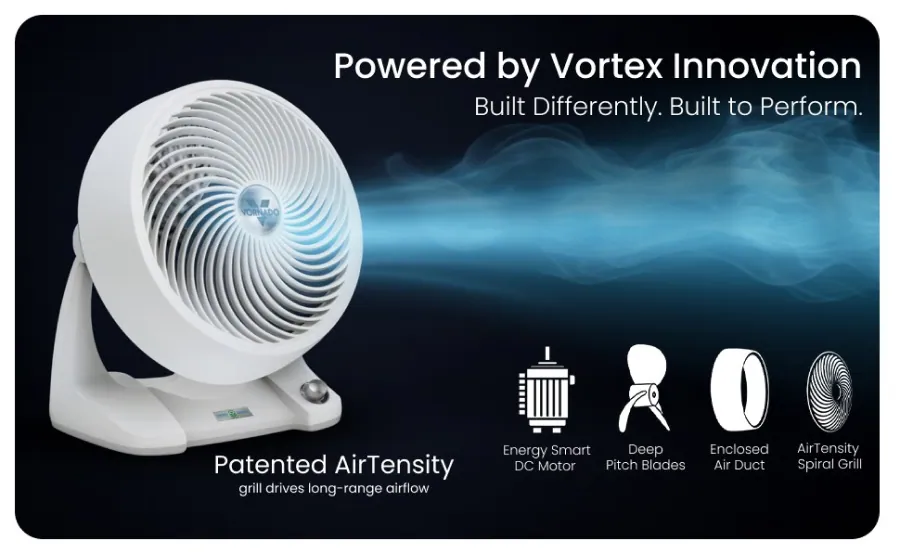 Powered by Vortex Innovation
Built Differently. Built to Perform.
VORNADO
Energy Smart
DC Motor
Deep
Pitch Blades
Enclosed
Air Duct
AirTensity
Spiral Grill
Patented AirTensity
grill drives long-range airflow